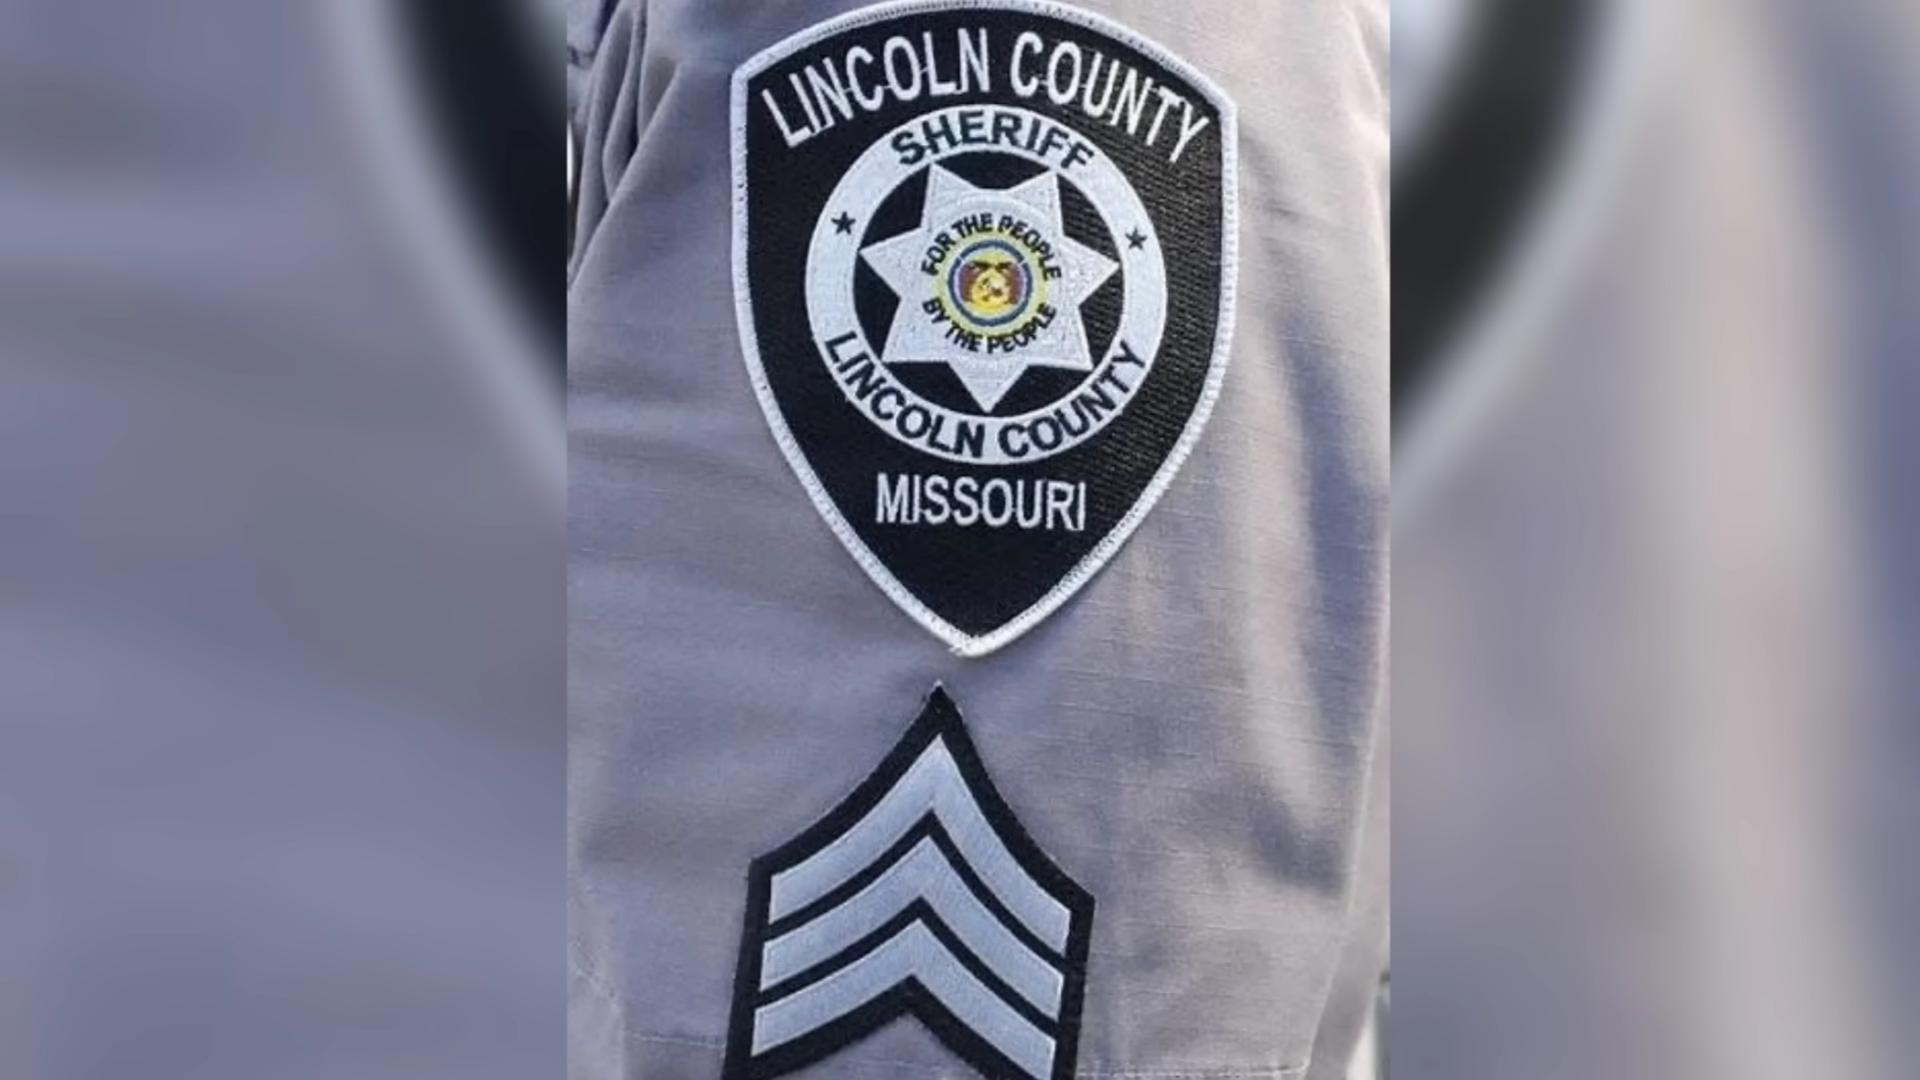 LINCOLN COUNTY
SHERIFF
FOR THE PEOPLE
BY THE PEOPLE
LINCOLN COUNTY
MISSOURI